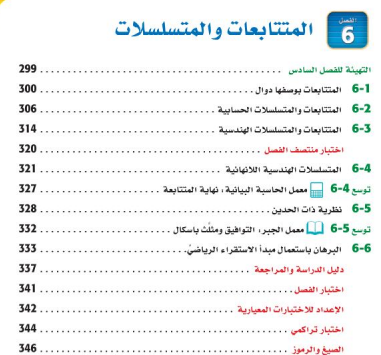 الفصل 6 المتتابعات والمتسلسلات
التهيئة للفصل السادس ........ 299
6-1 المتتابعات بوصفها دوال ........ 300
6-2 المتتابعات والمتسلسلات الحسابية ........ 306
6-3 المتتابعات والمتسلسلات الهندسية ........ 314
اختبار منتصف الفصل ........ 320
6-4 المتسلسلات الهندسية اللانهائية ........ 321
توسع 6-4 معمل الحاسبة البيانية، نهاية المتتابعة ........ 327
6-5 نظرية ذات الحدين ........ 328
توسع 6-5 معمل الجبر، التوافيق ومثلث باسكال ........ 332
6-6 البرهان باستعمال مبدأ الاستقراء الرياضيّ ........ 333
دليل الدراسة والمراجعة ........ 337
اختبار الفصل ........ 341
الإعداد للاختبارات المعيارية ........ 342
اختبار تراكمي ........ 344
الصيغ والرموز ........ 346